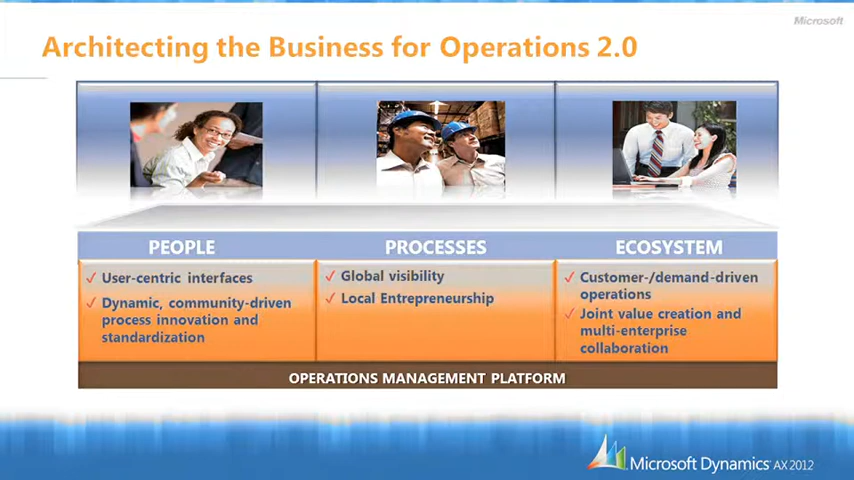 Microsoft
Architecting the Business for Operations 2.0
PEOPLE
✓ User-centric interfaces
✓ Dynamic, community-driven
process innovation and
standardization
PROCESSES
✓ Global visibility
✓ Local Entrepreneurship
ECOSYSTEM
✓ Customer-/demand-driven
operations
✓ Joint value creation and
multi-enterprise
collaboration
OPERATIONS MANAGEMENT PLATFORM
Microsoft Dynamics AX 2012